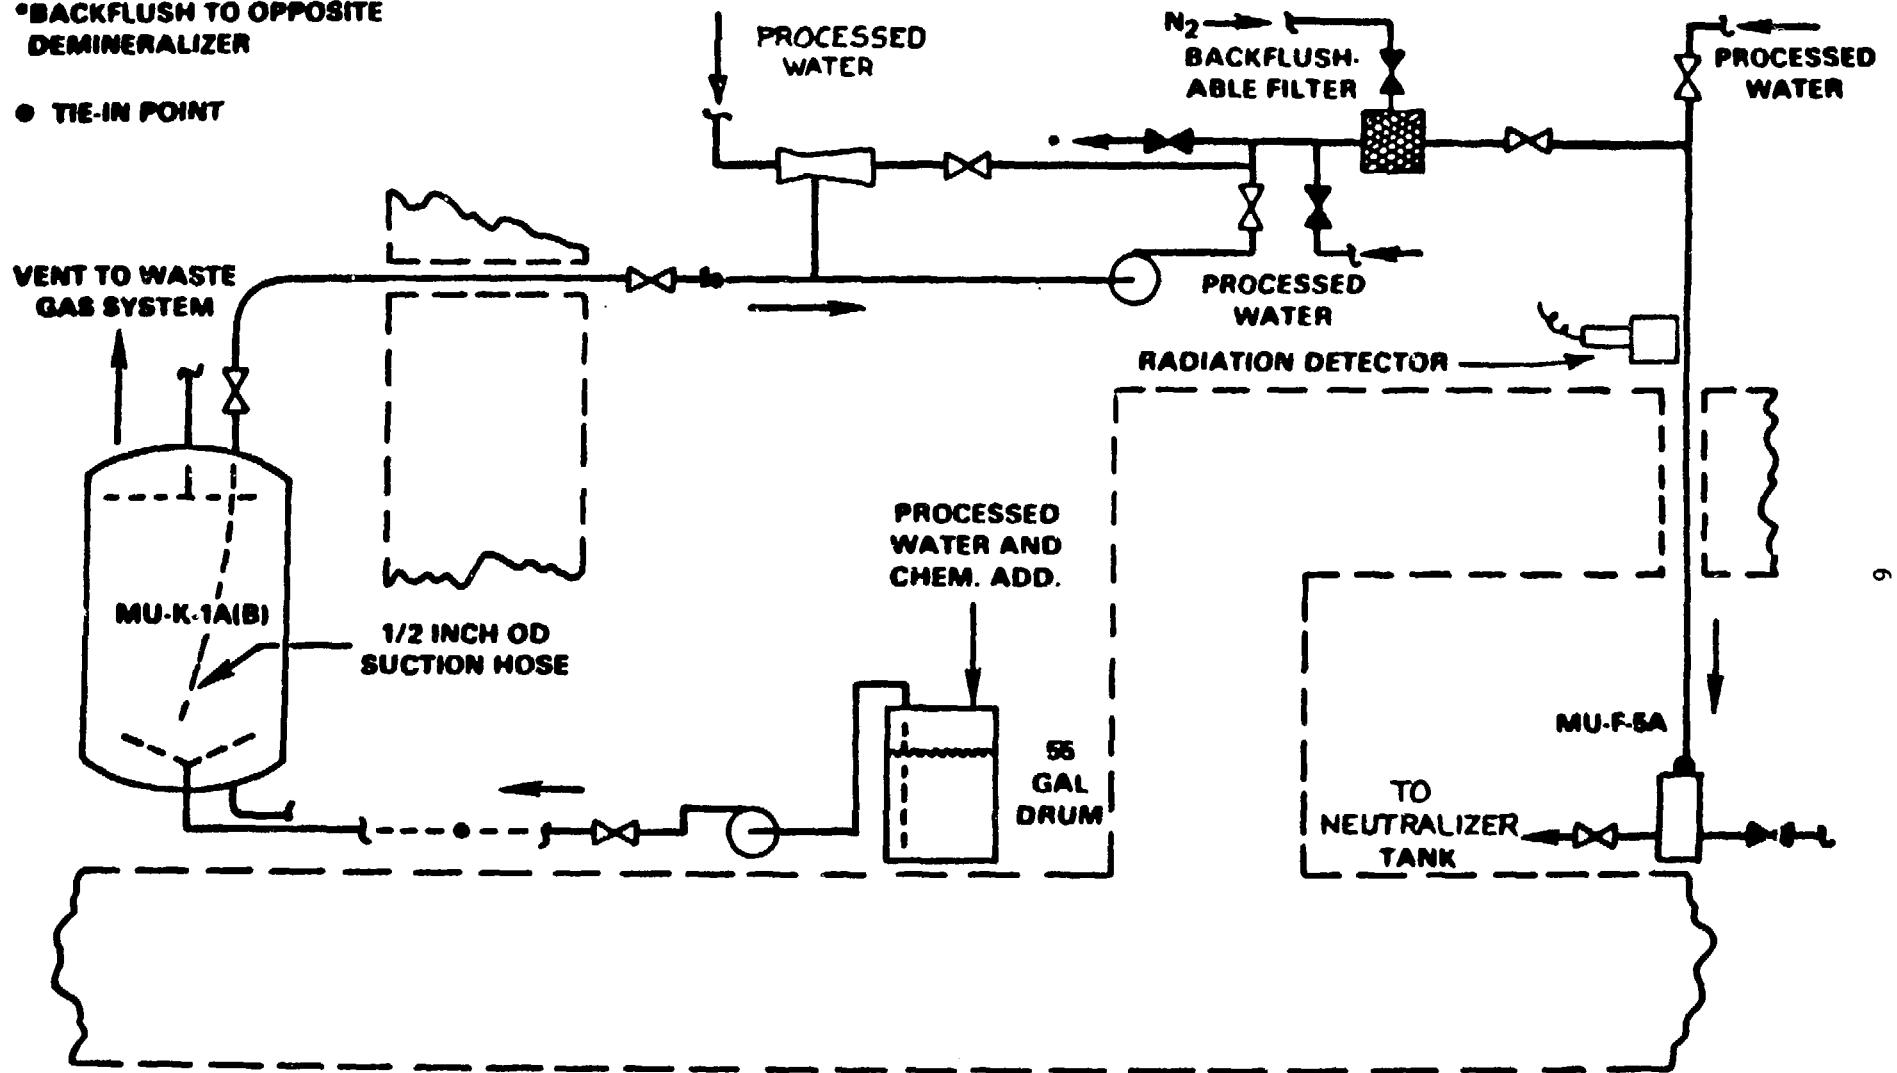 *BACKFLUSH TO OPPOSITE
DEMINERALIZER
● TIE-IN POINT
PROCESSED
WATER
N2
BACKFLUSH-
ABLE FILTER
PROCESSED
WATER
VENT TO WASTE
GAS SYSTEM
PROCESSED
WATER
RADIATION DETECTOR
PROCESSED
WATER AND
CHEM. ADD.
MU-K-1A(B)
1/2 INCH OD
SUCTION HOSE
55
GAL
DRUM
MU-F-5A
TO
NEUTRALIZER
TANK
6